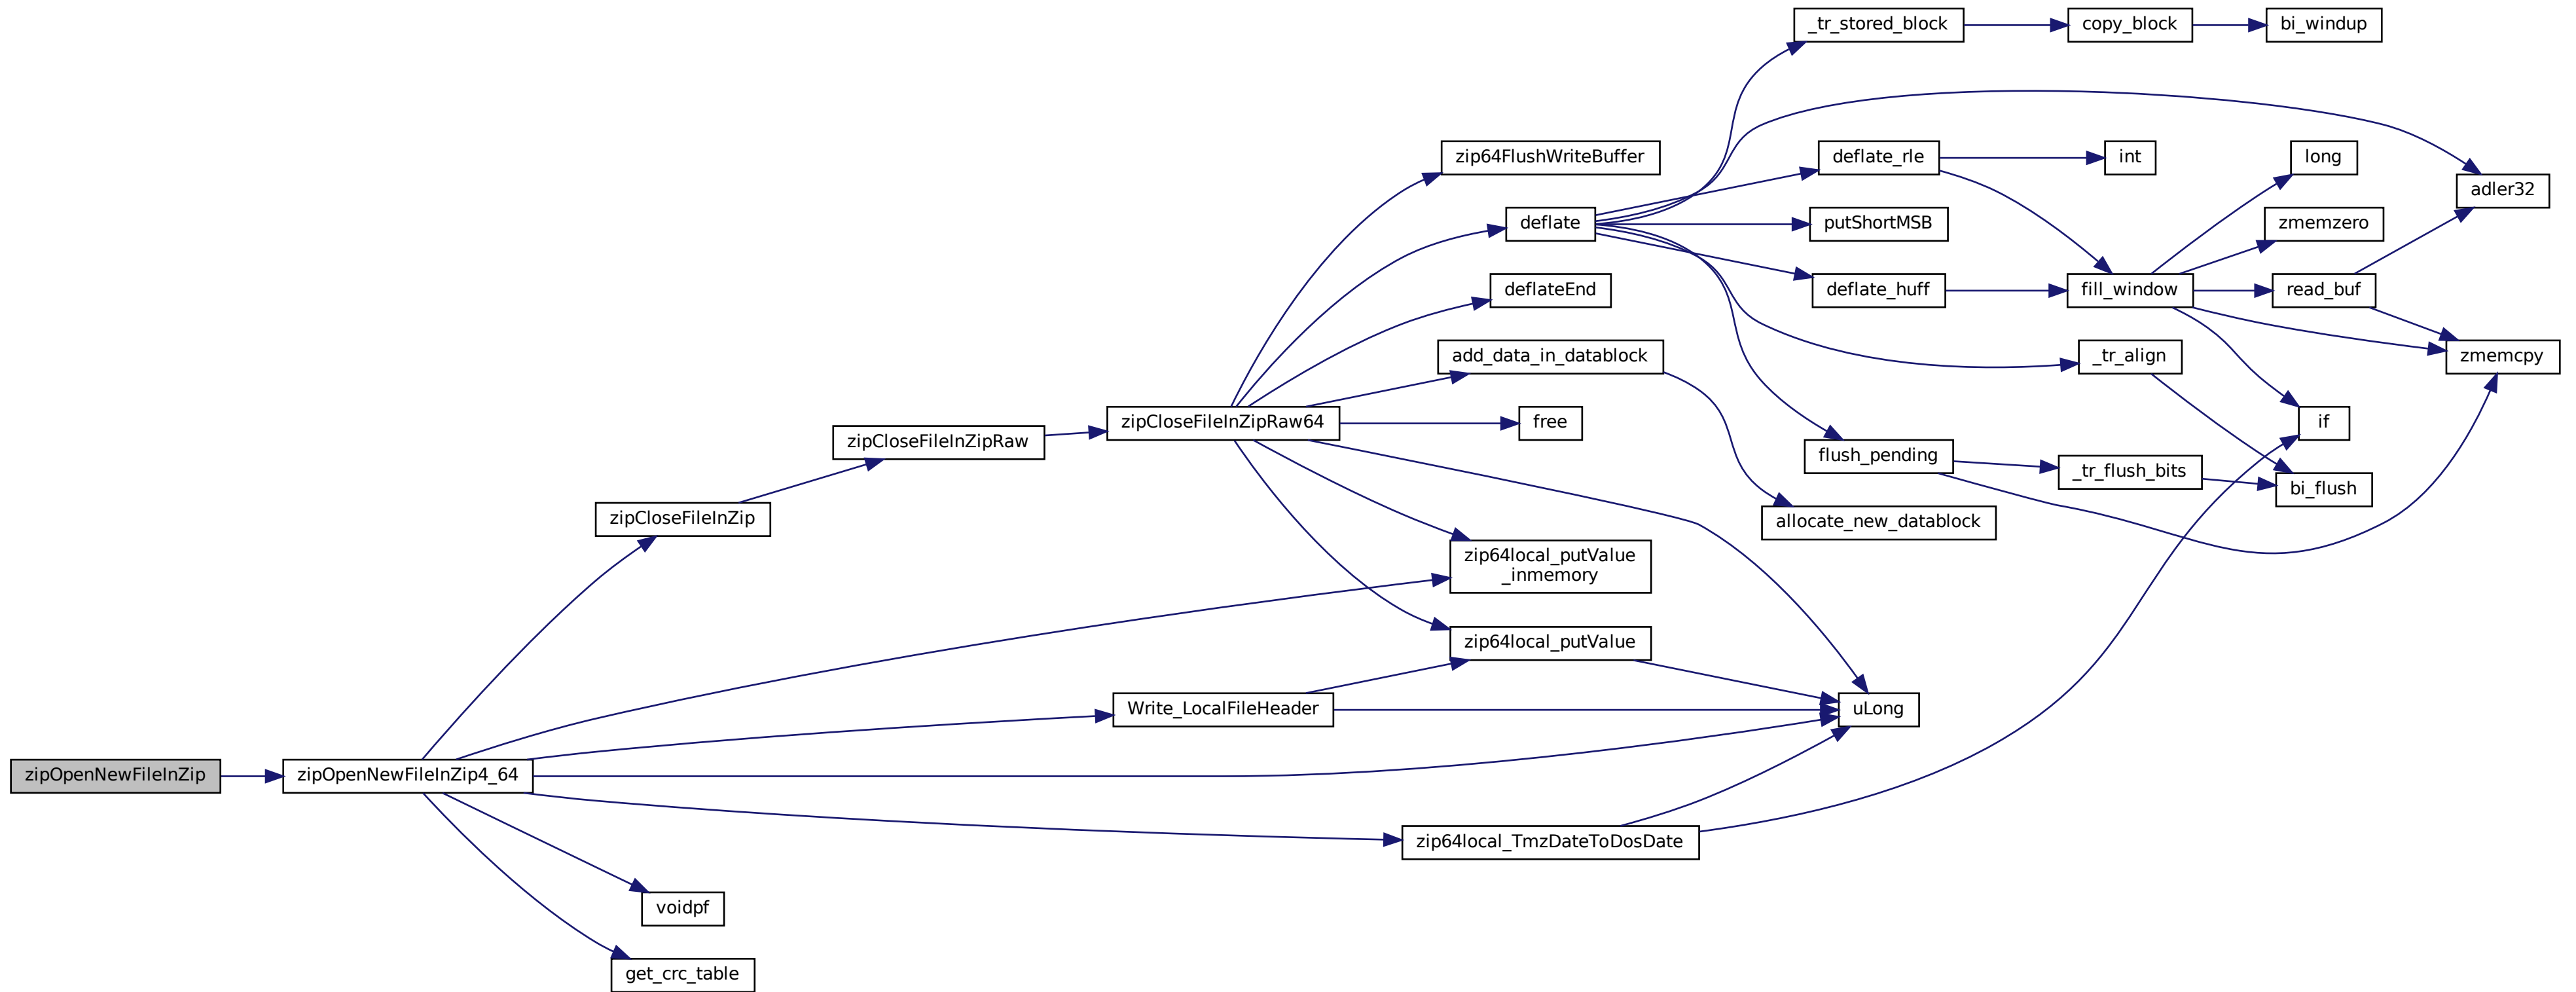 _tr_stored_block
copy_block
bi_windup
zip64FlushWriteBuffer
deflate_rle
int
long
adler32
deflate
putShortMSB
zmemzero
deflateEnd
deflate_huff
fill_window
read_buf
add_data_in_datablock
_tr_align
zmemcpy
zipCloseFileInZipRaw64
free
if
zipCloseFileInZipRaw
flush_pending
_tr_flush_bits
bi_flush
zipCloseFileInZip
allocate_new_datablock
zip64local_putValue
_inmemory
zip64local_putValue
Write_LocalFileHeader
uLong
zipOpenNewFileInZip
zipOpenNewFileInZip4_64
zip64local_TmzDateToDosDate
voidpf
get_crc_table